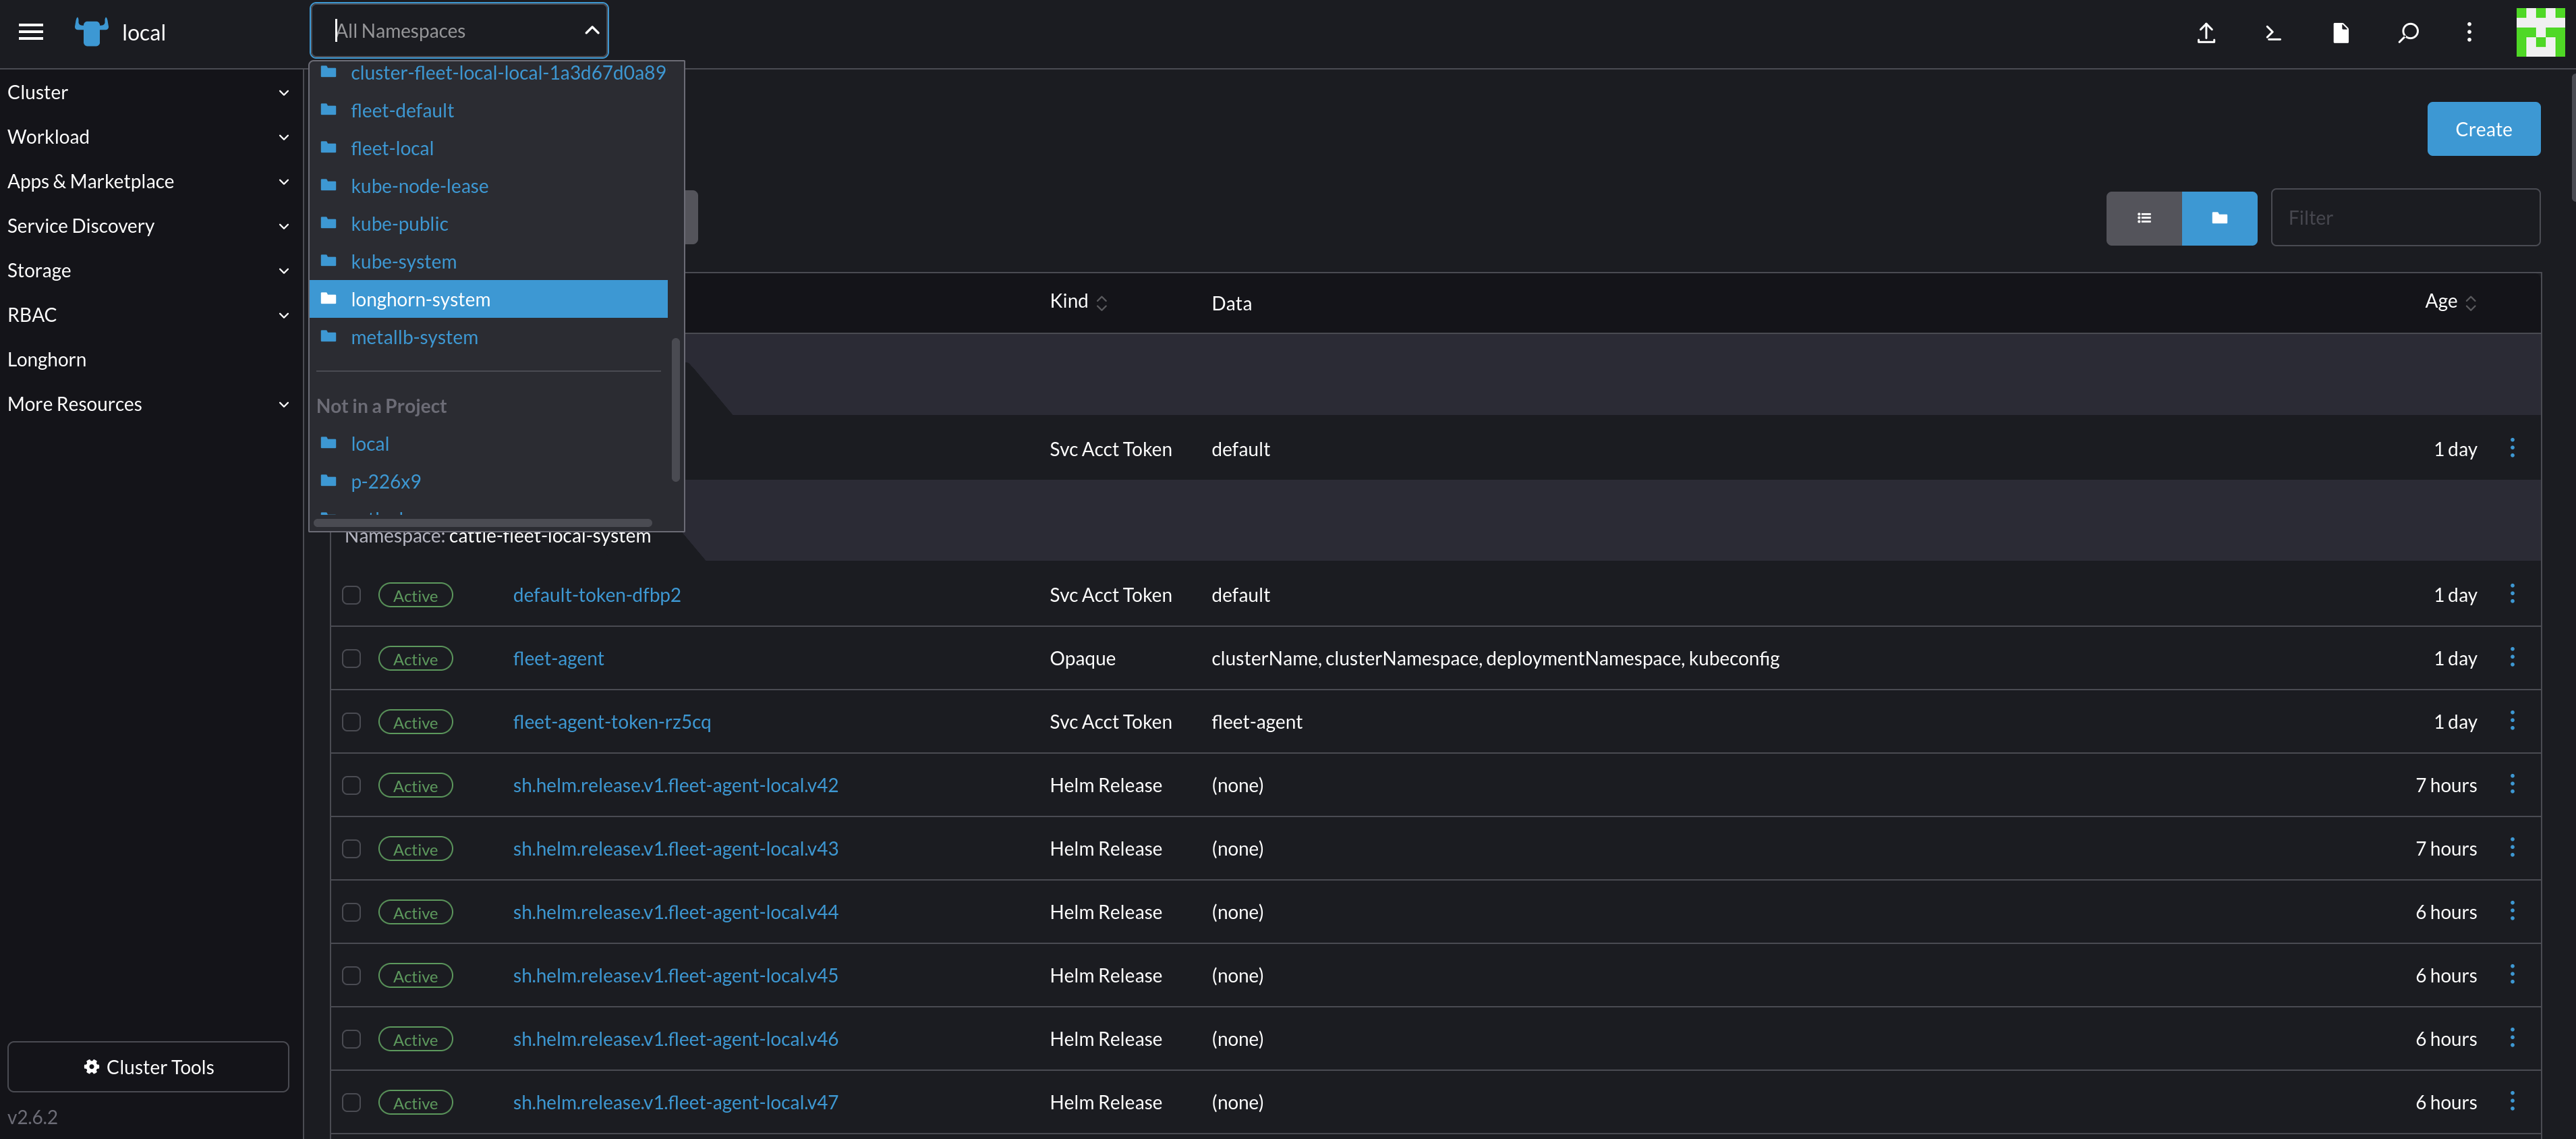 local
All Namespaces
Cluster
Workload
Apps & Marketplace
Service Discovery
Storage
RBAC
Longhorn
More Resources
Cluster Tools
v2.6.2
cluster-fleet-local-local-1a3d67d0a89
fleet-default
fleet-local
kube-node-lease
kube-public
kube-system
longhorn-system
metallb-system
Not in a Project
local
p-226x9
Create
Filter
Kind Data Age
Svc Acct Token default 1 day
Namespace: cattle-fleet-local-system
Active default-token-dfbp2 Svc Acct Token default 1 day
Active fleet-agent Opaque clusterName, clusterNamespace, deploymentNamespace, kubeconfig 1 day
Active fleet-agent-token-rz5cq Svc Acct Token fleet-agent 1 day
Active sh.helm.release.v1.fleet-agent-local.v42 Helm Release (none) 7 hours
Active sh.helm.release.v1.fleet-agent-local.v43 Helm Release (none) 7 hours
Active sh.helm.release.v1.fleet-agent-local.v44 Helm Release (none) 6 hours
Active sh.helm.release.v1.fleet-agent-local.v45 Helm Release (none) 6 hours
Active sh.helm.release.v1.fleet-agent-local.v46 Helm Release (none) 6 hours
Active sh.helm.release.v1.fleet-agent-local.v47 Helm Release (none) 6 hours